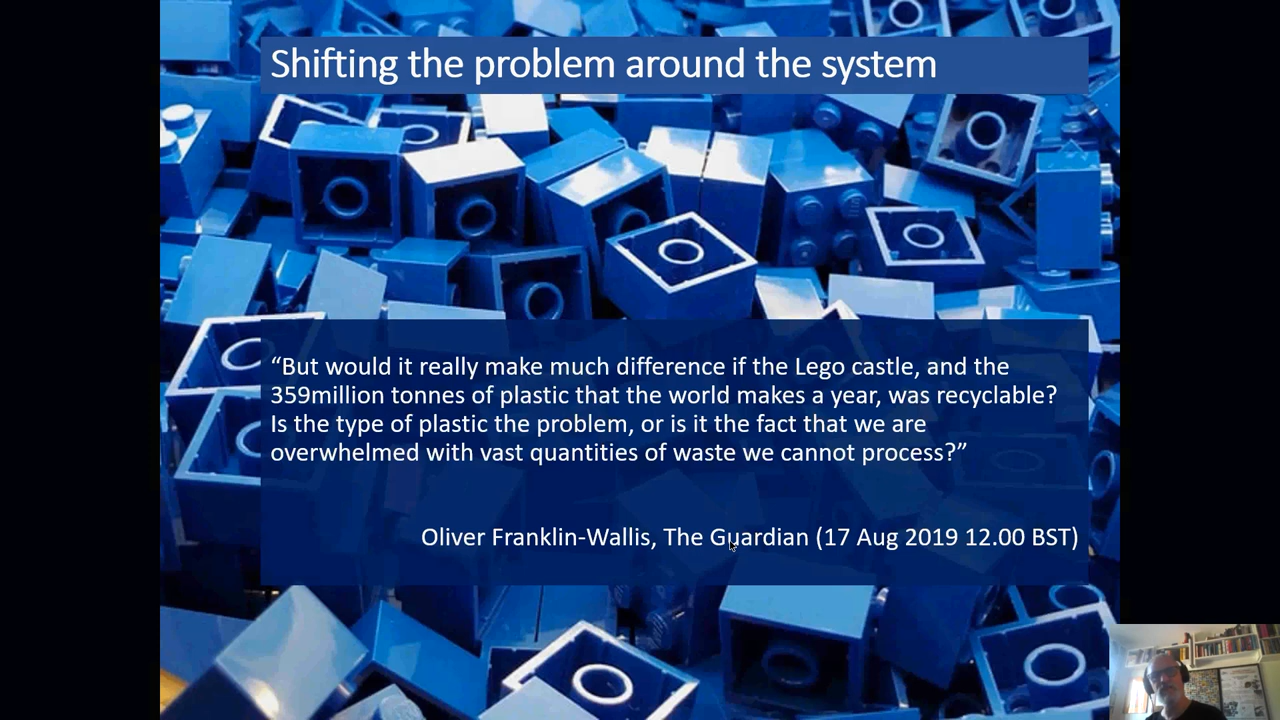 Shifting the problem around the system
“But would it really make much difference if the Lego castle, and the
359million tonnes of plastic that the world makes a year, was recyclable?
Is the type of plastic the problem, or is it the fact that we are
overwhelmed with vast quantities of waste we cannot process?”
Oliver Franklin-Wallis, The Guardian (17 Aug 2019 12.00 BST)